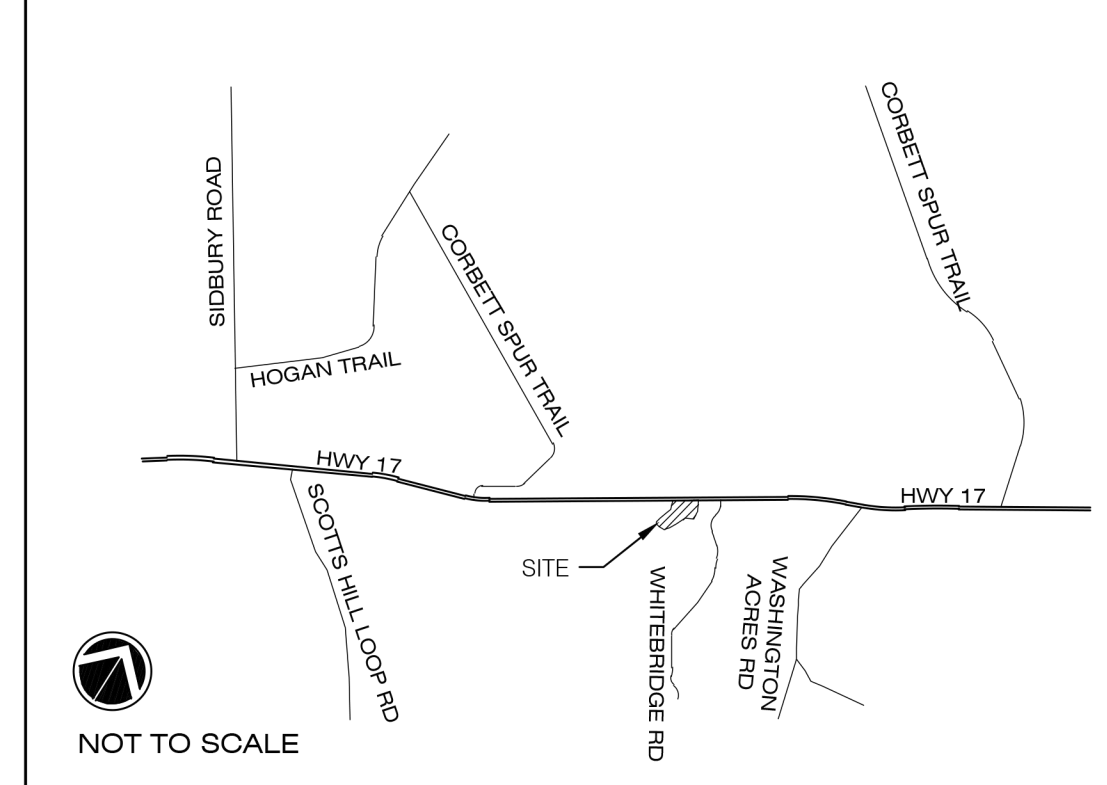 SIDBURY ROAD
CORBETT SPUR TRAIL
CORBETT SPUR TRAIL
HOGAN TRAIL
HWY 17
HWY 17
SCOTTS HILL LOOP RD
SITE
WHITEBRIDGE RD
WASHINGTON
ACRES RD
NOT TO SCALE